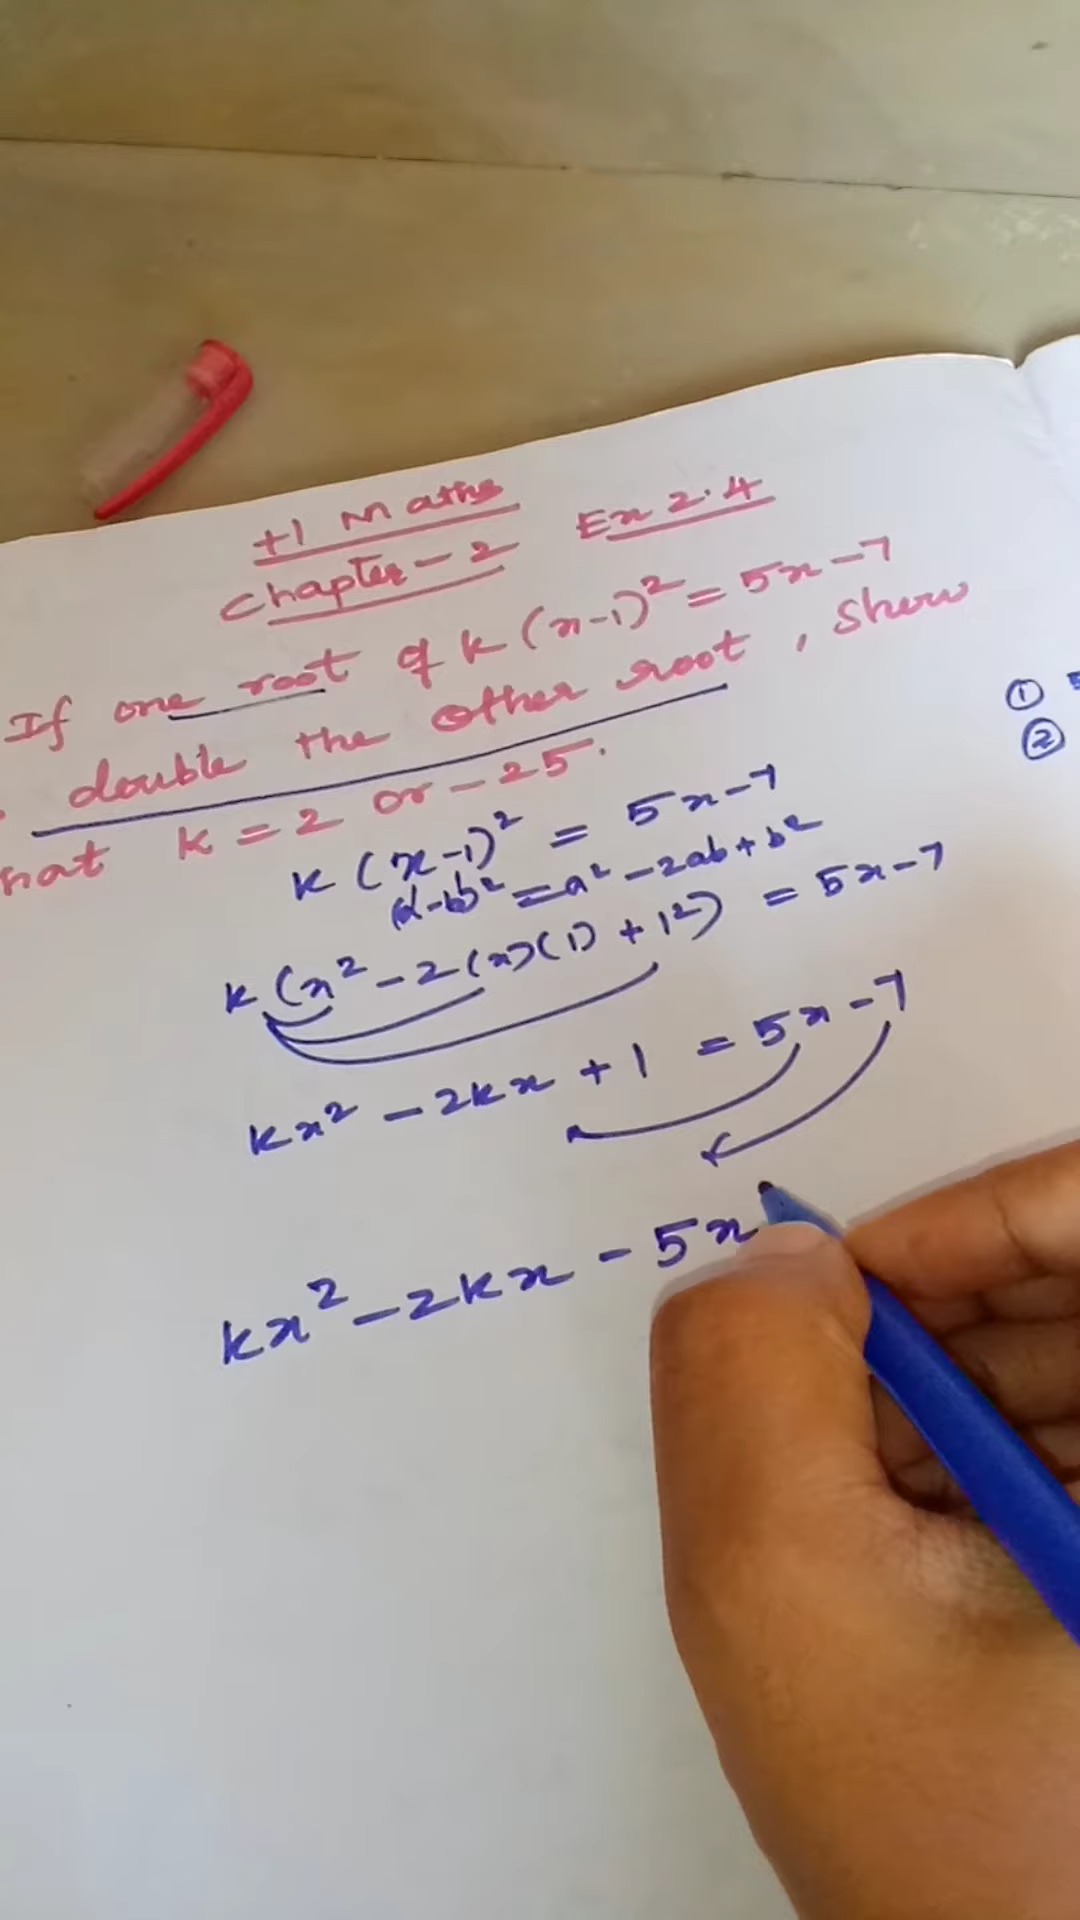 +1 Maths
Chapter-2 Ex 2.4
If one root of k(x-1)² = 5x-7
double the other root, show
k = 2 or -25.
k(x-1)² = 5x-7
(a-b)² = a²-2ab+b²
k(x²-2(x)(1)+1²) = 5x-7
kx² - 2kx + 1 = 5x-7
kx² - 2kx - 5x
①
②